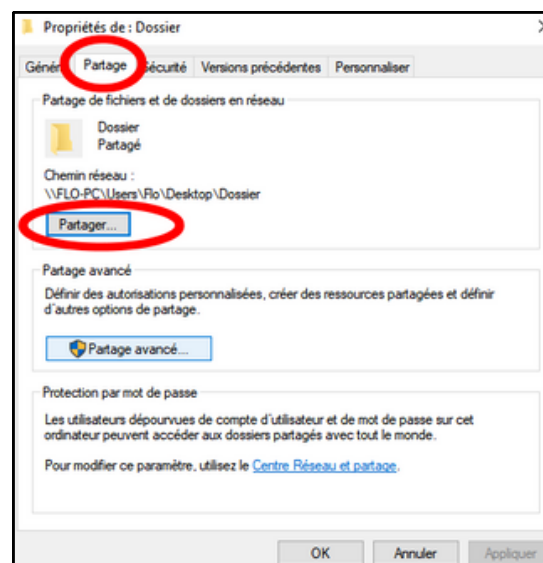 Propriétés de : Dossier
Général Partage Sécurité Versions précédentes Personnaliser
Partage de fichiers et de dossiers en réseau
Dossier
Partagé
Chemin réseau :
\\FLO-PC\Users\Flo\Desktop\Dossier
Partager...
Partage avancé
Définir des autorisations personnalisées, créer des ressources partagées et définir
d'autres options de partage.
Partage avancé...
Protection par mot de passe
Les utilisateurs dépourvues de compte d'utilisateur et de mot de passe sur cet
ordinateur peuvent accéder aux dossiers partagés avec tout le monde.
Pour modifier ce paramètre, utilisez le Centre Réseau et partage.
OK Annuler Appliquer